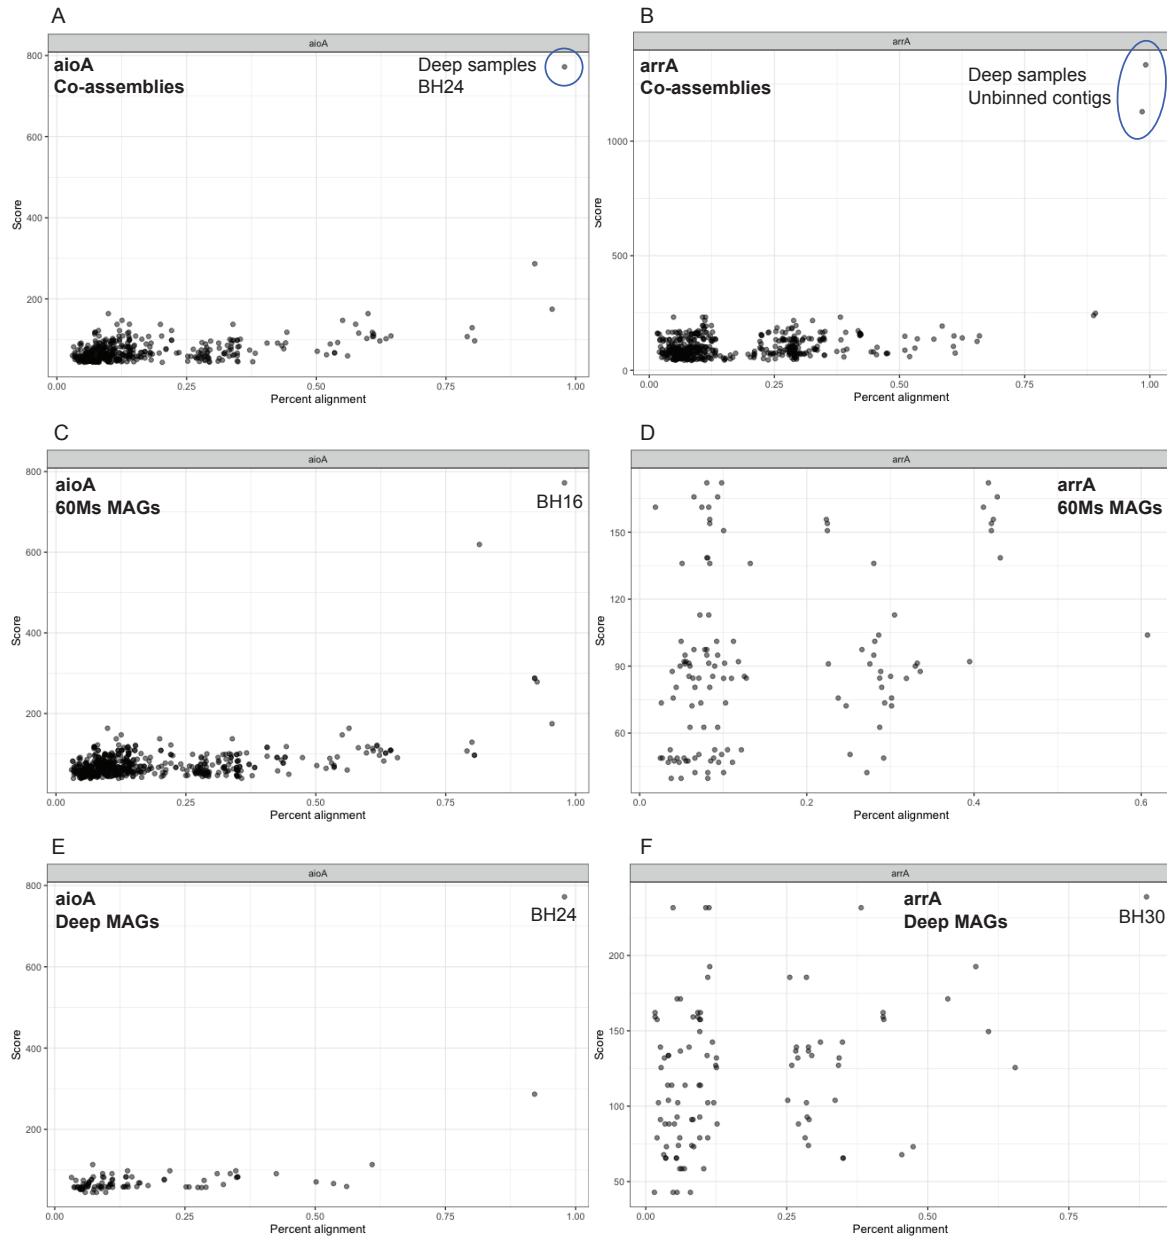 A
aioA
aioA
Co-assemblies
Deep samples
BH24
800
600
400
200
Score
0.00
0.25
0.50
0.75
1.00
Percent alignment
B
arrA
arrA
Co-assemblies
Deep samples
Unbinned contigs
1000
500
0
Score
0.00
0.25
0.50
0.75
1.00
Percent alignment
C
aioA
aioA
60Ms MAGs
BH16
800
600
400
200
Score
0.00
0.25
0.50
0.75
1.00
Percent alignment
D
arrA
arrA
60Ms MAGs
150
120
90
60
Score
0.0
0.2
0.4
0.6
Percent alignment
E
aioA
aioA
Deep MAGs
BH24
800
600
400
200
Score
0.00
0.25
0.50
0.75
1.00
Percent alignment
F
arrA
arrA
Deep MAGs
BH30
200
150
100
50
Score
0.00
0.25
0.50
0.75
Percent alignment